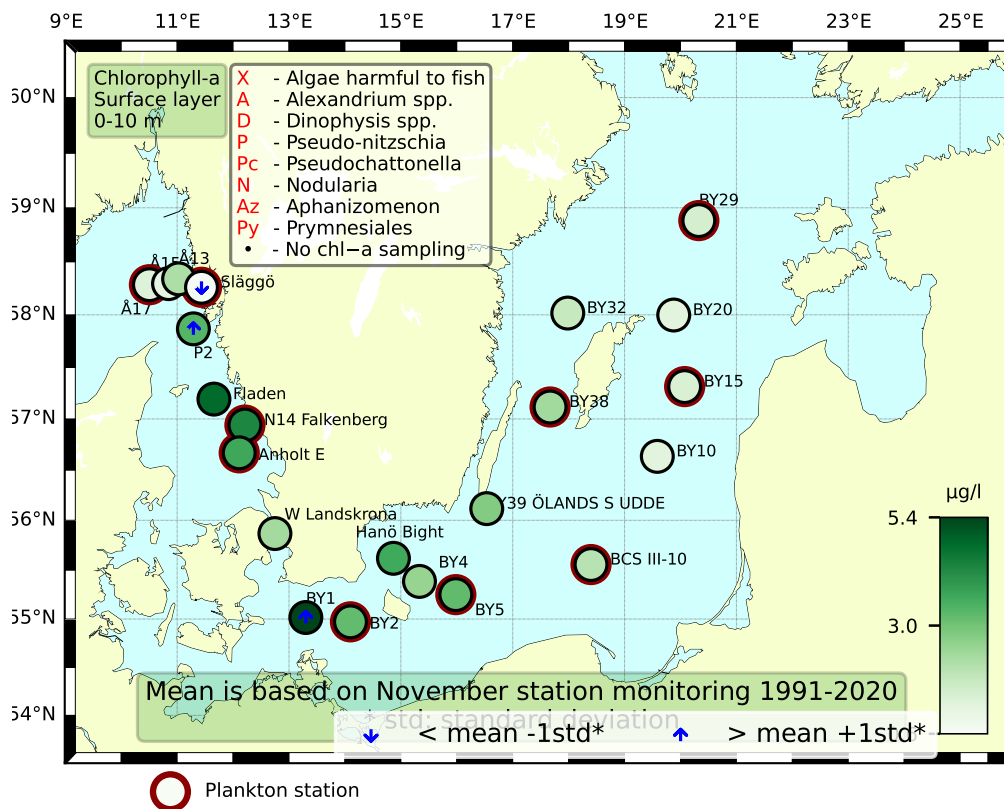 9°E 11°E 13°E 15°E 17°E 19°E 21°E 23°E 25°E
Chlorophyll-a
Surface layer
0-10 m
X - Algae harmful to fish
A - Alexandrium spp.
D - Dinophysis spp.
P - Pseudo-nitzschia
Pc - Pseudochattonella
N - Nodularia
Az - Aphanizomenon
Py - Prymnesiales
• - No chl−a sampling
60°N
59°N
BY29
Å15 Å13
Släggö
Å17
58°N
BY32
BY20
P2
Fladen
BY15
BY38
57°N
N14 Falkenberg
Anholt E
BY10
µg/l
Y39 ÖLANDS S UDDE
W Landskrona
56°N
5.4
Hanö Bight
BCS III-10
BY4
BY1
BY5
BY2
55°N
3.0
Mean is based on November station monitoring 1991-2020
* std: standard deviation
54°N
< mean -1std* > mean +1std*
Plankton station